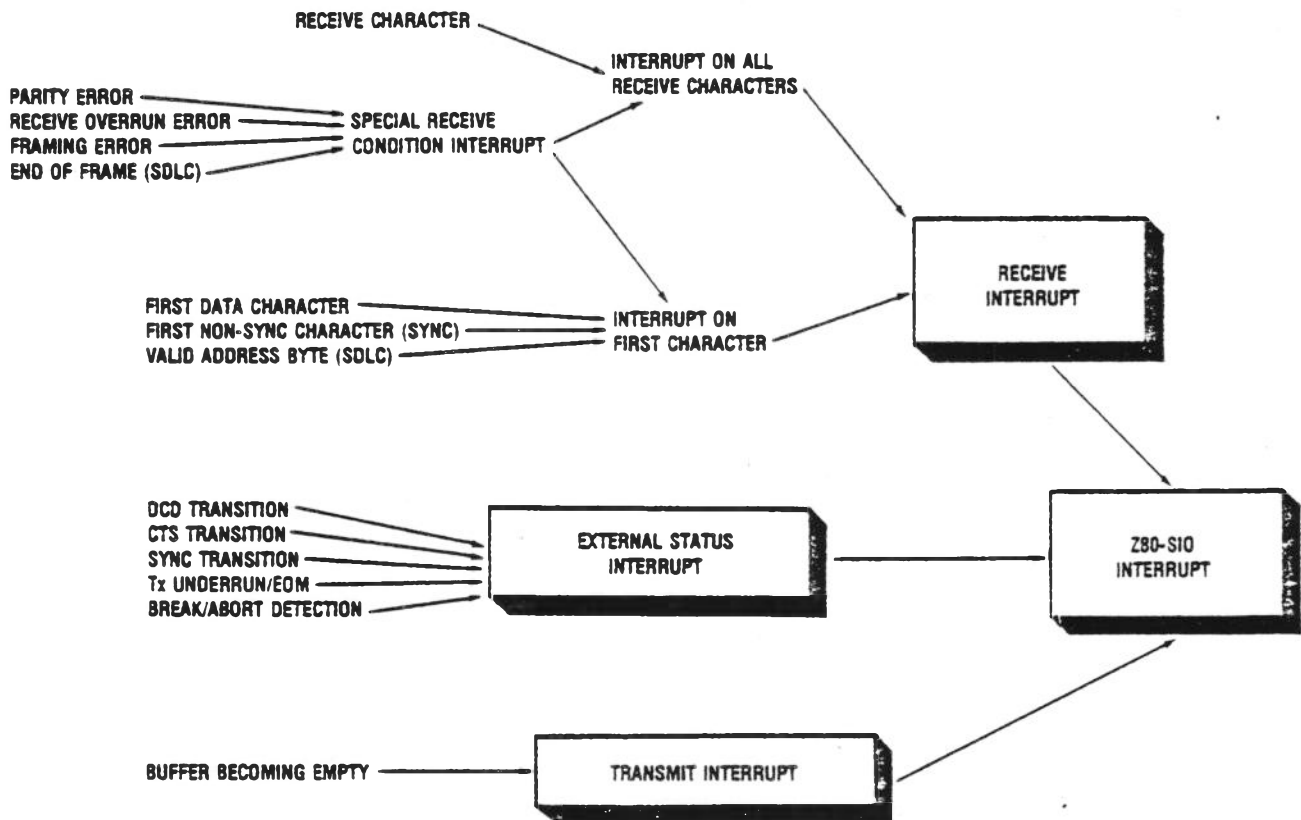 RECEIVE CHARACTER
INTERRUPT ON ALL
RECEIVE CHARACTERS
PARITY ERROR
RECEIVE OVERRUN ERROR
FRAMING ERROR
END OF FRAME (SDLC)
SPECIAL RECEIVE
CONDITION INTERRUPT
RECEIVE
INTERRUPT
FIRST DATA CHARACTER
FIRST NON-SYNC CHARACTER (SYNC)
VALID ADDRESS BYTE (SDLC)
INTERRUPT ON
FIRST CHARACTER
DCD TRANSITION
CTS TRANSITION
SYNC TRANSITION
Tx UNDERRUN/EOM
BREAK/ABORT DETECTION
EXTERNAL STATUS
INTERRUPT
Z80-SIO
INTERRUPT
BUFFER BECOMING EMPTY
TRANSMIT INTERRUPT